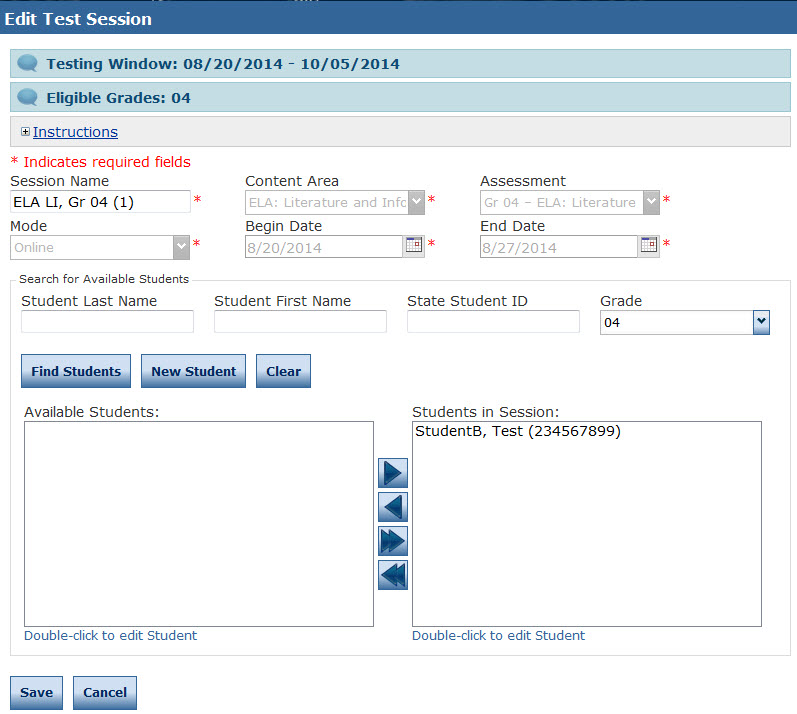 Edit Test Session
Testing Window: 08/20/2014 - 10/05/2014
Eligible Grades: 04
Instructions
* Indicates required fields
Session Name Content Area Assessment
ELA LI, Gr 04 (1) * ELA: Literature and Info * Gr 04 – ELA: Literature *
Mode Begin Date End Date
Online * 8/20/2014 * 8/27/2014 *
Search for Available Students
Student Last Name Student First Name State Student ID Grade
04
Find Students New Student Clear
Available Students: Students in Session:
StudentB, Test (234567899)
Double-click to edit Student Double-click to edit Student
Save Cancel